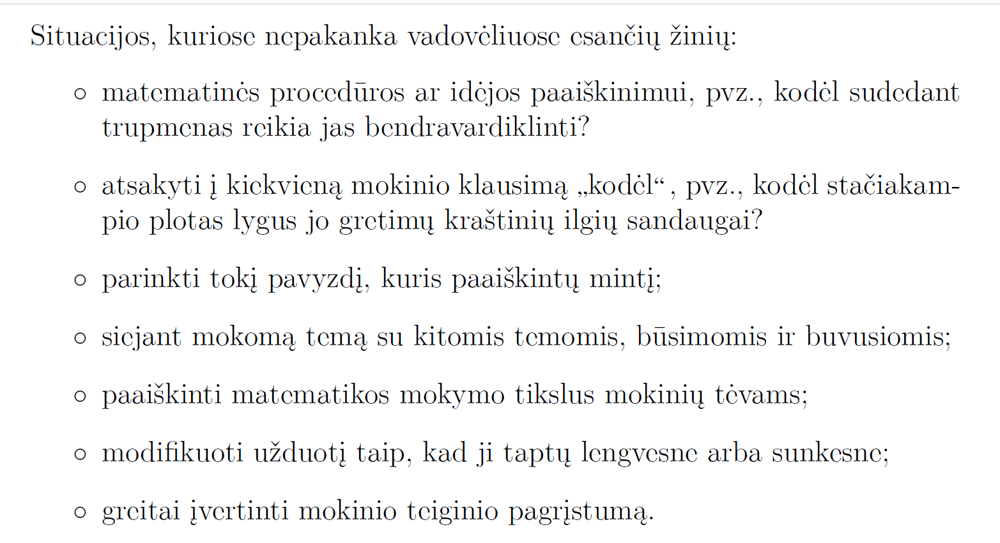 Situacijos, kuriose nepakanka vadovėliuose esančių žinių:
○ matematinės procedūros ar idėjos paaiškinimui, pvz., kodėl sudedant
trupmenas reikia jas bendravardiklinti?
○ atsakyti į kiekvieną mokinio klausimą „kodėl“, pvz., kodėl stačiakam-
pio plotas lygus jo gretimų kraštinių ilgių sandaugai?
○ parinkti tokį pavyzdį, kuris paaiškintų mintį;
○ siejant mokomą temą su kitomis temomis, būsimomis ir buvusiomis;
○ paaiškinti matematikos mokymo tikslus mokinių tėvams;
○ modifikuoti užduotį taip, kad ji taptų lengvesne arba sunkesne;
○ greitai įvertinti mokinio teiginio pagrįstumą.